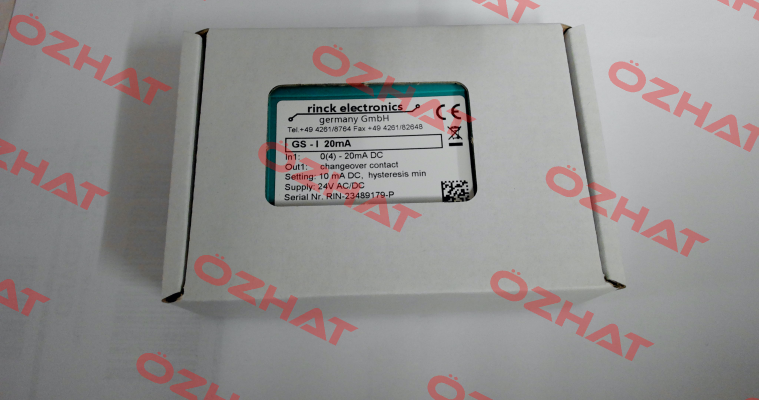 rinck electronics
germany GmbH
Tel.+49 4261/8764 Fax +49 4261/82648
GS - I 20mA
In1: 0(4) - 20mA DC
Out1: changeover contact
Setting: 10 mA DC, hysteresis min
Supply: 24V AC/DC
Serial Nr. RIN-23489179-P
CE
ÖZHAT
ÖZHAT
ÖZHAT
ÖZHAT
ÖZHAT
ÖZHAT
ÖZHAT
ÖZHAT
ÖZHAT